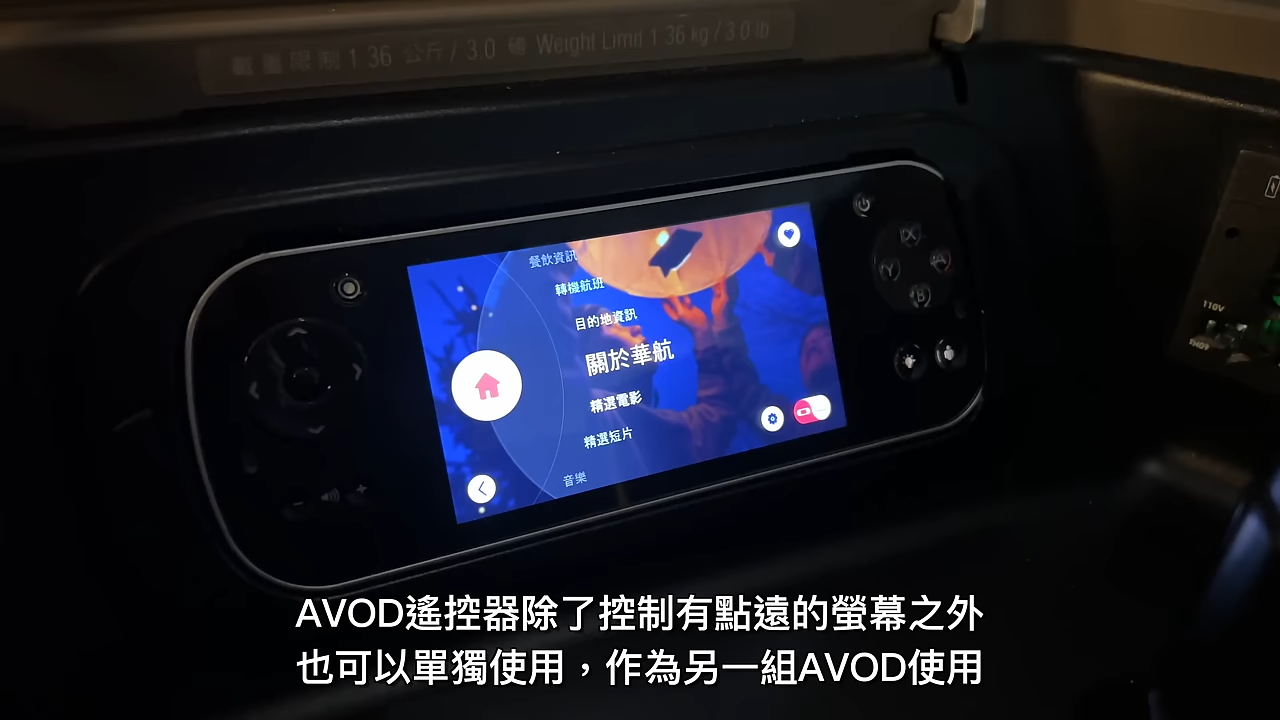 載重限制 1.36 公斤 / 3.0 磅 Weight Limit 1.36 kg / 3.0 lb
餐飲資訊
轉機航班
目的地資訊
關於華航
精選電影
精選短片
音樂
X
Y
A
B
110V
60Hz
AVOD遙控器除了控制有點遠的螢幕之外
也可以單獨使用，作為另一組AVOD使用